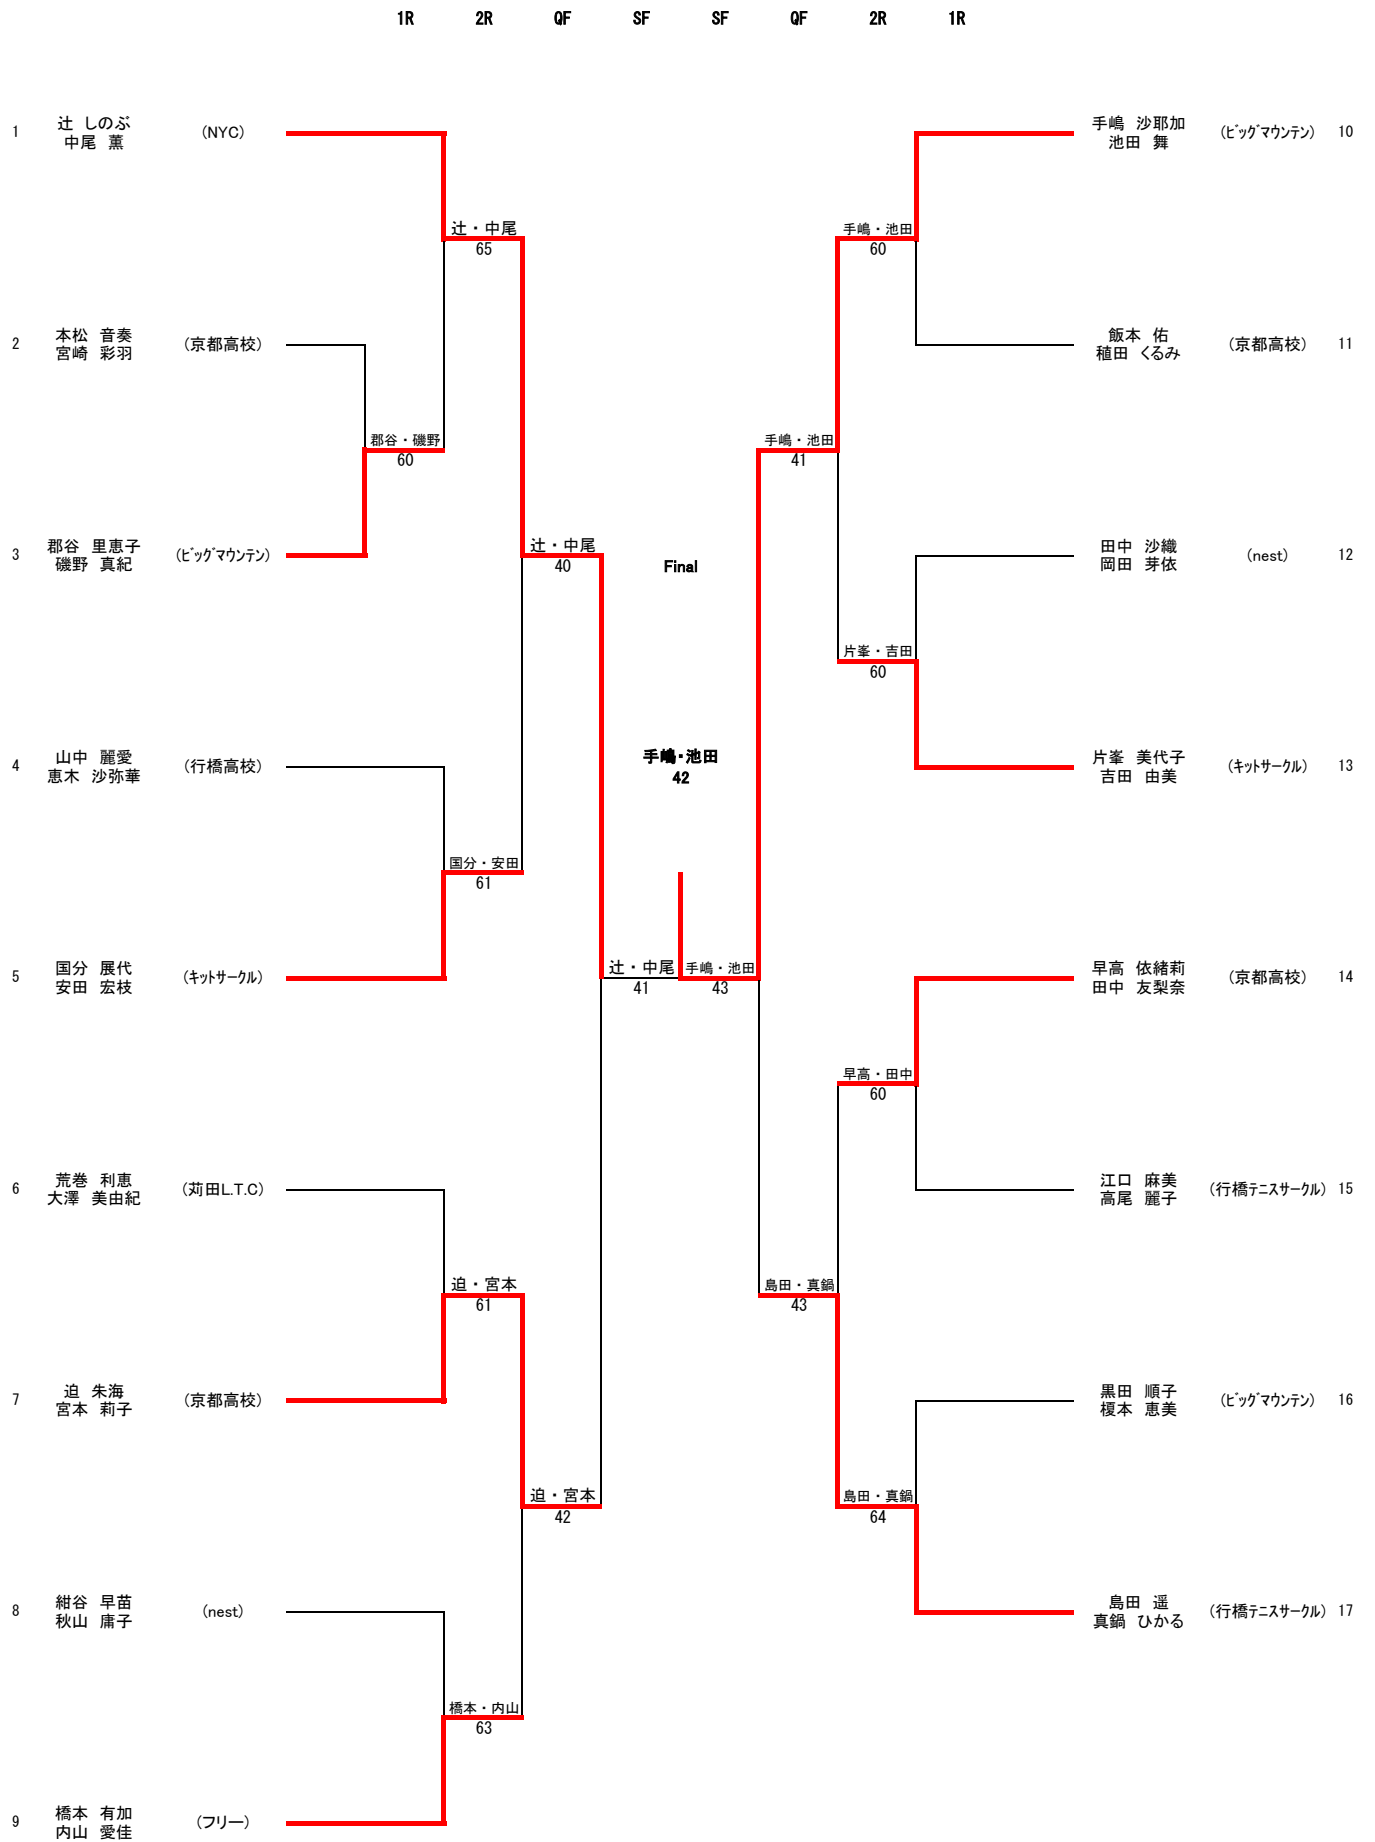 1R 2R QF SF SF QF 2R 1R
1 辻 しのぶ 中尾 薫 (NYC)
手嶋 沙耶加 池田 舞 (ビッグマウンテン) 10
辻・中尾
65
手嶋・池田
60
2 本松 音奏 宮崎 彩羽 (京都高校)
飯本 佑 稙田 くるみ (京都高校) 11
郡谷・磯野
60
手嶋・池田
41
3 郡谷 里恵子 磯野 真紀 (ビッグマウンテン)
辻・中尾
40
Final
田中 沙織 岡田 芽依 (nest) 12
片峯・吉田
60
4 山中 麗愛 恵木 沙弥華 (行橋高校)
手嶋・池田
42
片峯 美代子 吉田 由美 (キットサークル) 13
国分・安田
61
5 国分 展代 安田 宏枝 (キットサークル)
辻・中尾
41
手嶋・池田
43
早高 依緒莉 田中 友梨奈 (京都高校) 14
早高・田中
60
6 荒巻 利恵 大澤 美由紀 (苅田L.T.C)
江口 麻美 高尾 麗子 (行橋テニスサークル) 15
迫・宮本
61
島田・真鍋
43
7 迫 朱海 宮本 莉子 (京都高校)
黒田 順子 榎本 恵美 (ビッグマウンテン) 16
迫・宮本
42
島田・真鍋
64
8 紺谷 早苗 秋山 庸子 (nest)
島田 遥 真鍋 ひかる (行橋テニスサークル) 17
橋本・内山
63
9 橋本 有加 内山 愛佳 (フリー)